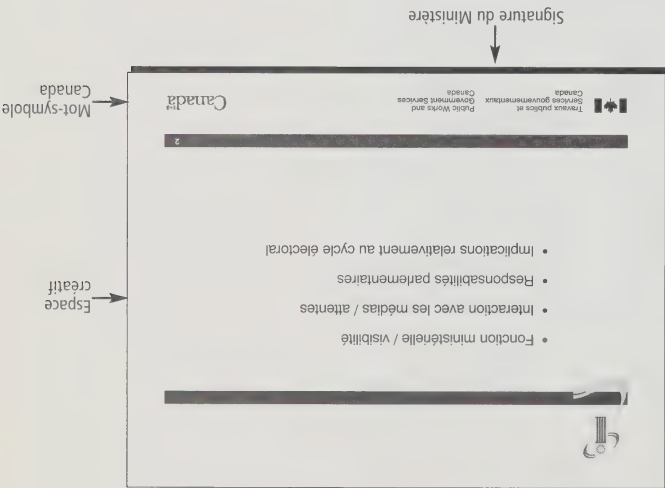 • Fonction ministérielle / visibilité
• Interaction avec les médias / attentes
• Responsabilités parlementaires
• Implications relativement au cycle électoral
2
Travaux publics et
Services gouvernementaux
Canada
Public Works and
Government Services
Canada
Canada
Espace
créatif
Mot-symbole
Canada
Signature du Ministère